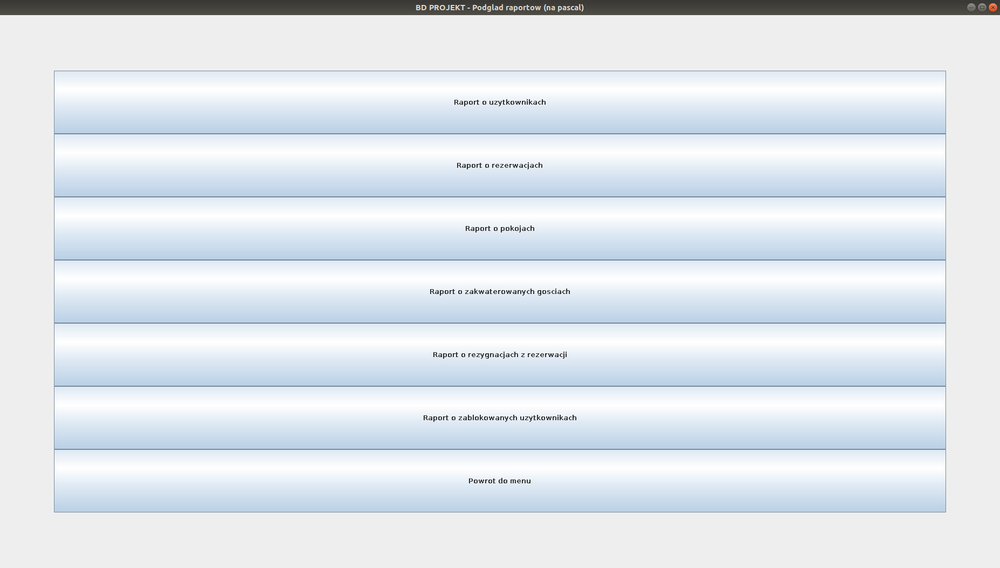 BD PROJEKT - Podglad raportow (na pascal)
Raport o uzytkownikach
Raport o rezerwacjach
Raport o pokojach
Raport o zakwaterowanych gosciach
Raport o rezygnacjach z rezerwacji
Raport o zablokowanych uzytkownikach
Powrot do menu